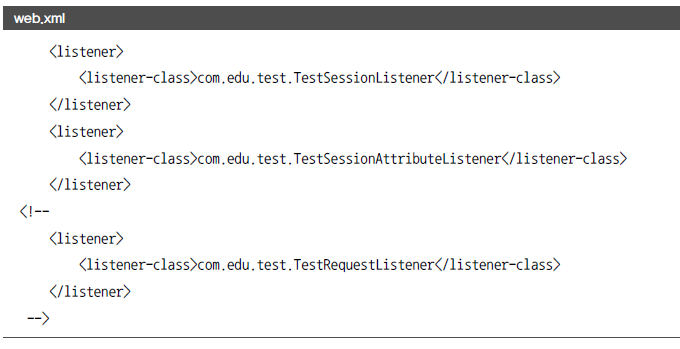 web.xml
<listener>
<listener-class>com.edu.test.TestSessionListener</listener-class>
</listener>
<listener>
<listener-class>com.edu.test.TestSessionAttributeListener</listener-class>
</listener>
<!--
<listener>
<listener-class>com.edu.test.TestRequestListener</listener-class>
</listener>
-->